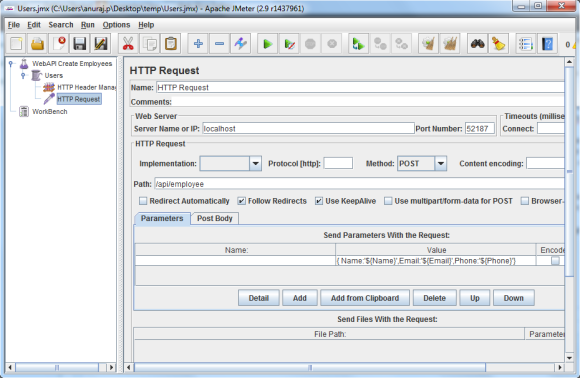 Users.jmx (C:\Users\anuraj.p\Desktop\temp\Users.jmx) - Apache JMeter (2.9 r1437961)
File Edit Search Run Options Help
0
WebAPI Create Employees
Users
HTTP Header Mana
HTTP Request
WorkBench
HTTP Request
Name: HTTP Request
Comments:
Web Server
Timeouts (millise
Server Name or IP: localhost
Port Number: 52187
Connect:
HTTP Request
Implementation:
Protocol [http]:
Method: POST
Content encoding:
Path: /api/employee
Redirect Automatically
Follow Redirects
Use KeepAlive
Use multipart/form-data for POST
Browser-
Parameters
Post Body
Send Parameters With the Request:
Name:
Value
Encode
{ Name:'${Name}',Email:'${Email}',Phone:'${Phone}'}
Detail
Add
Add from Clipboard
Delete
Up
Down
Send Files With the Request:
File Path:
Paramete